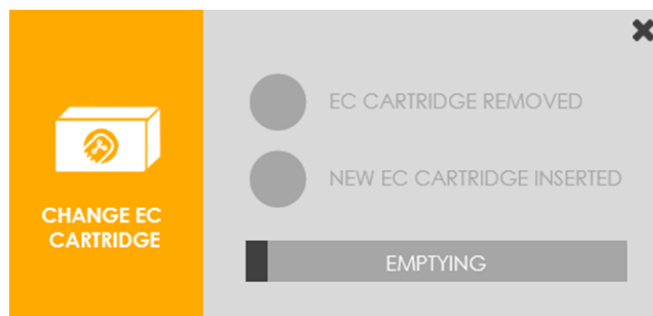 CHANGE EC
CARTRIDGE
EC CARTRIDGE REMOVED
NEW EC CARTRIDGE INSERTED
EMPTYING